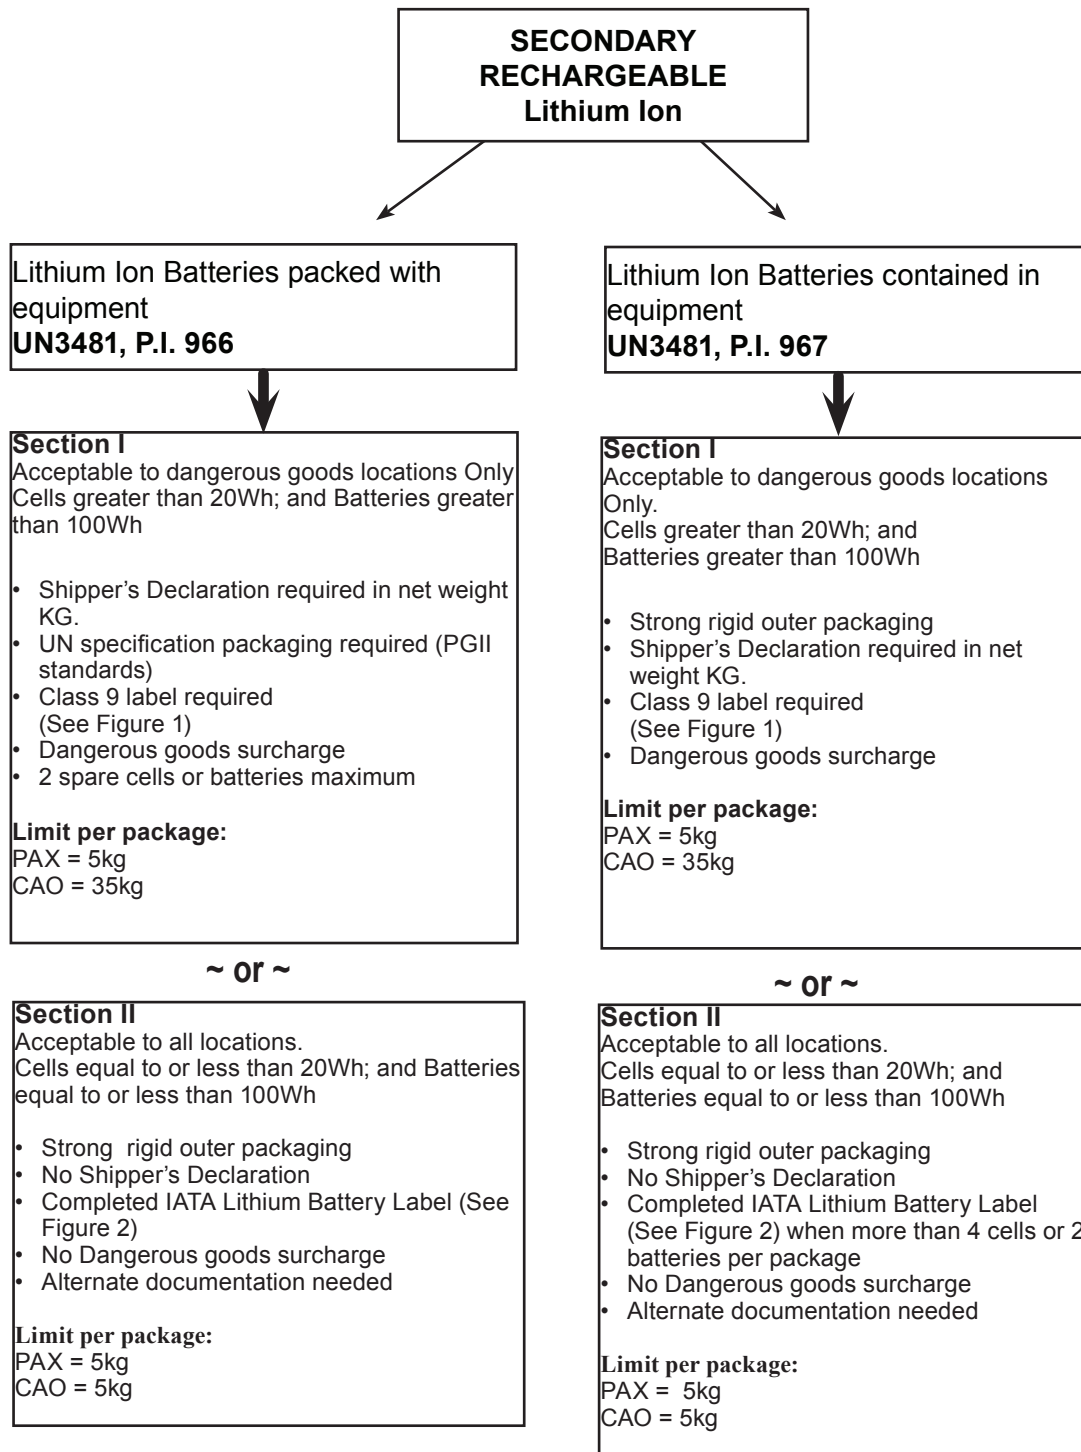 SECONDARY
RECHARGEABLE
Lithium Ion
Lithium Ion Batteries packed with
equipment
UN3481, P.I. 966
Section I
Acceptable to dangerous goods locations Only
Cells greater than 20Wh; and Batteries greater
than 100Wh
• Shipper's Declaration required in net weight
KG.
• UN specification packaging required (PGII
standards)
• Class 9 label required
(See Figure 1)
• Dangerous goods surcharge
• 2 spare cells or batteries maximum
Limit per package:
PAX = 5kg
CAO = 35kg
~ or ~
Section II
Acceptable to all locations.
Cells equal to or less than 20Wh; and Batteries
equal to or less than 100Wh
• Strong  rigid outer packaging
• No Shipper's Declaration
• Completed IATA Lithium Battery Label (See
Figure 2)
• No Dangerous goods surcharge
• Alternate documentation needed
Limit per package:
PAX = 5kg
CAO = 5kg
Lithium Ion Batteries contained in
equipment
UN3481, P.I. 967
Section I
Acceptable to dangerous goods locations
Only.
Cells greater than 20Wh; and
Batteries greater than 100Wh
• Strong rigid outer packaging
• Shipper's Declaration required in net
weight KG.
• Class 9 label required
(See Figure 1)
• Dangerous goods surcharge
Limit per package:
PAX = 5kg
CAO = 35kg
~ or ~
Section II
Acceptable to all locations.
Cells equal to or less than 20Wh; and
Batteries equal to or less than 100Wh
• Strong rigid outer packaging
• No Shipper's Declaration
• Completed IATA Lithium Battery Label
(See Figure 2) when more than 4 cells or 2
batteries per package
• No Dangerous goods surcharge
• Alternate documentation needed
Limit per package:
PAX =  5kg
CAO = 5kg